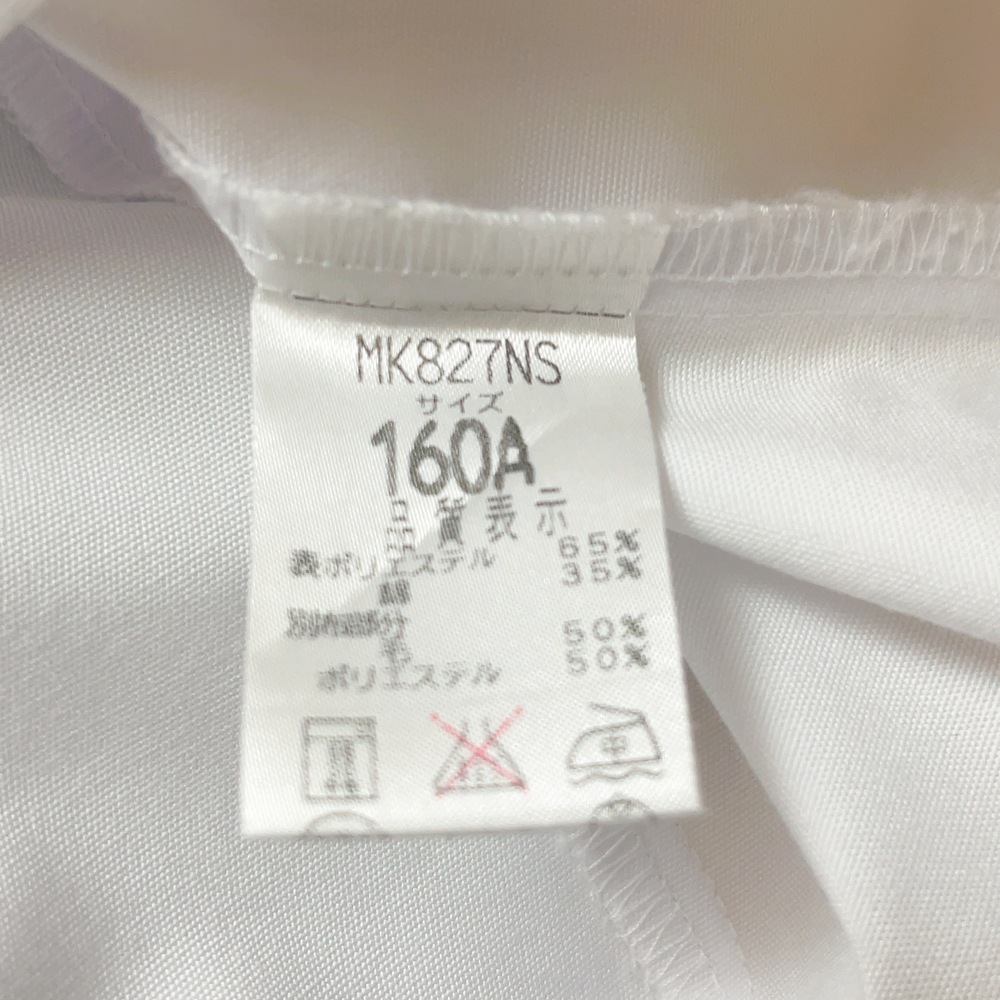 MK827NS
サイズ
160A
品質表示
表ポリエステル 65%
綿 35%
別布部分
毛 50%
ポリエステル 50%
中